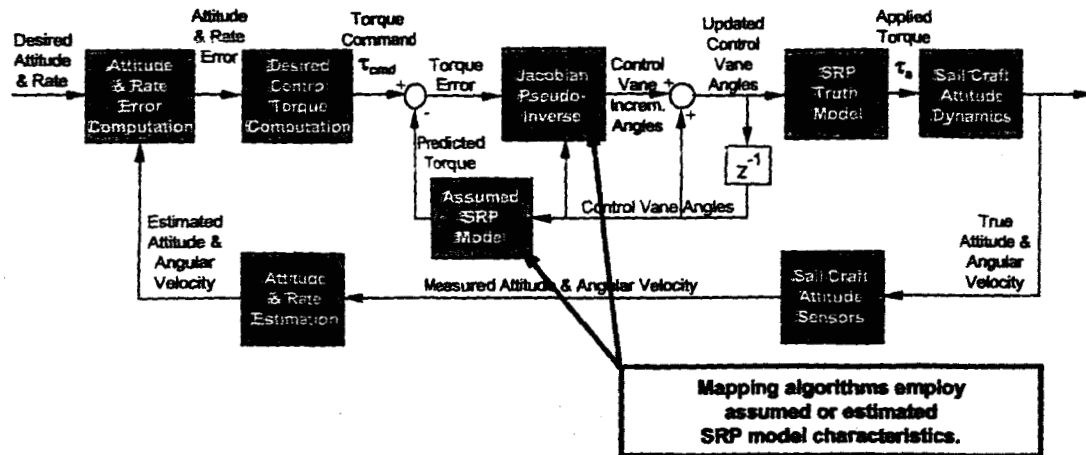 Desired
Attitude
& Rate
Attitude
& Rate
Error
Computation
Attitude
& Rate
Error
Desired
Control
Torque
Computation
Torque
Command
τcmd
+
-
Torque
Error
Predicted
Torque
Jacobian
Pseudo-
Inverse
Control
Vane
Increm.
Angles
+
+
Updated
Control
Vane
Angles
SRP
Truth
Model
Applied
Torque
τa
Sail Craft
Attitude
Dynamics
z⁻¹
Assumed
SRP
Model
Control Vane Angles
Estimated
Attitude &
Angular
Velocity
Attitude
& Rate
Estimation
Measured Attitude & Angular Velocity
Sail Craft
Attitude
Sensors
True
Attitude &
Angular
Velocity
Mapping algorithms employ
assumed or estimated
SRP model characteristics.